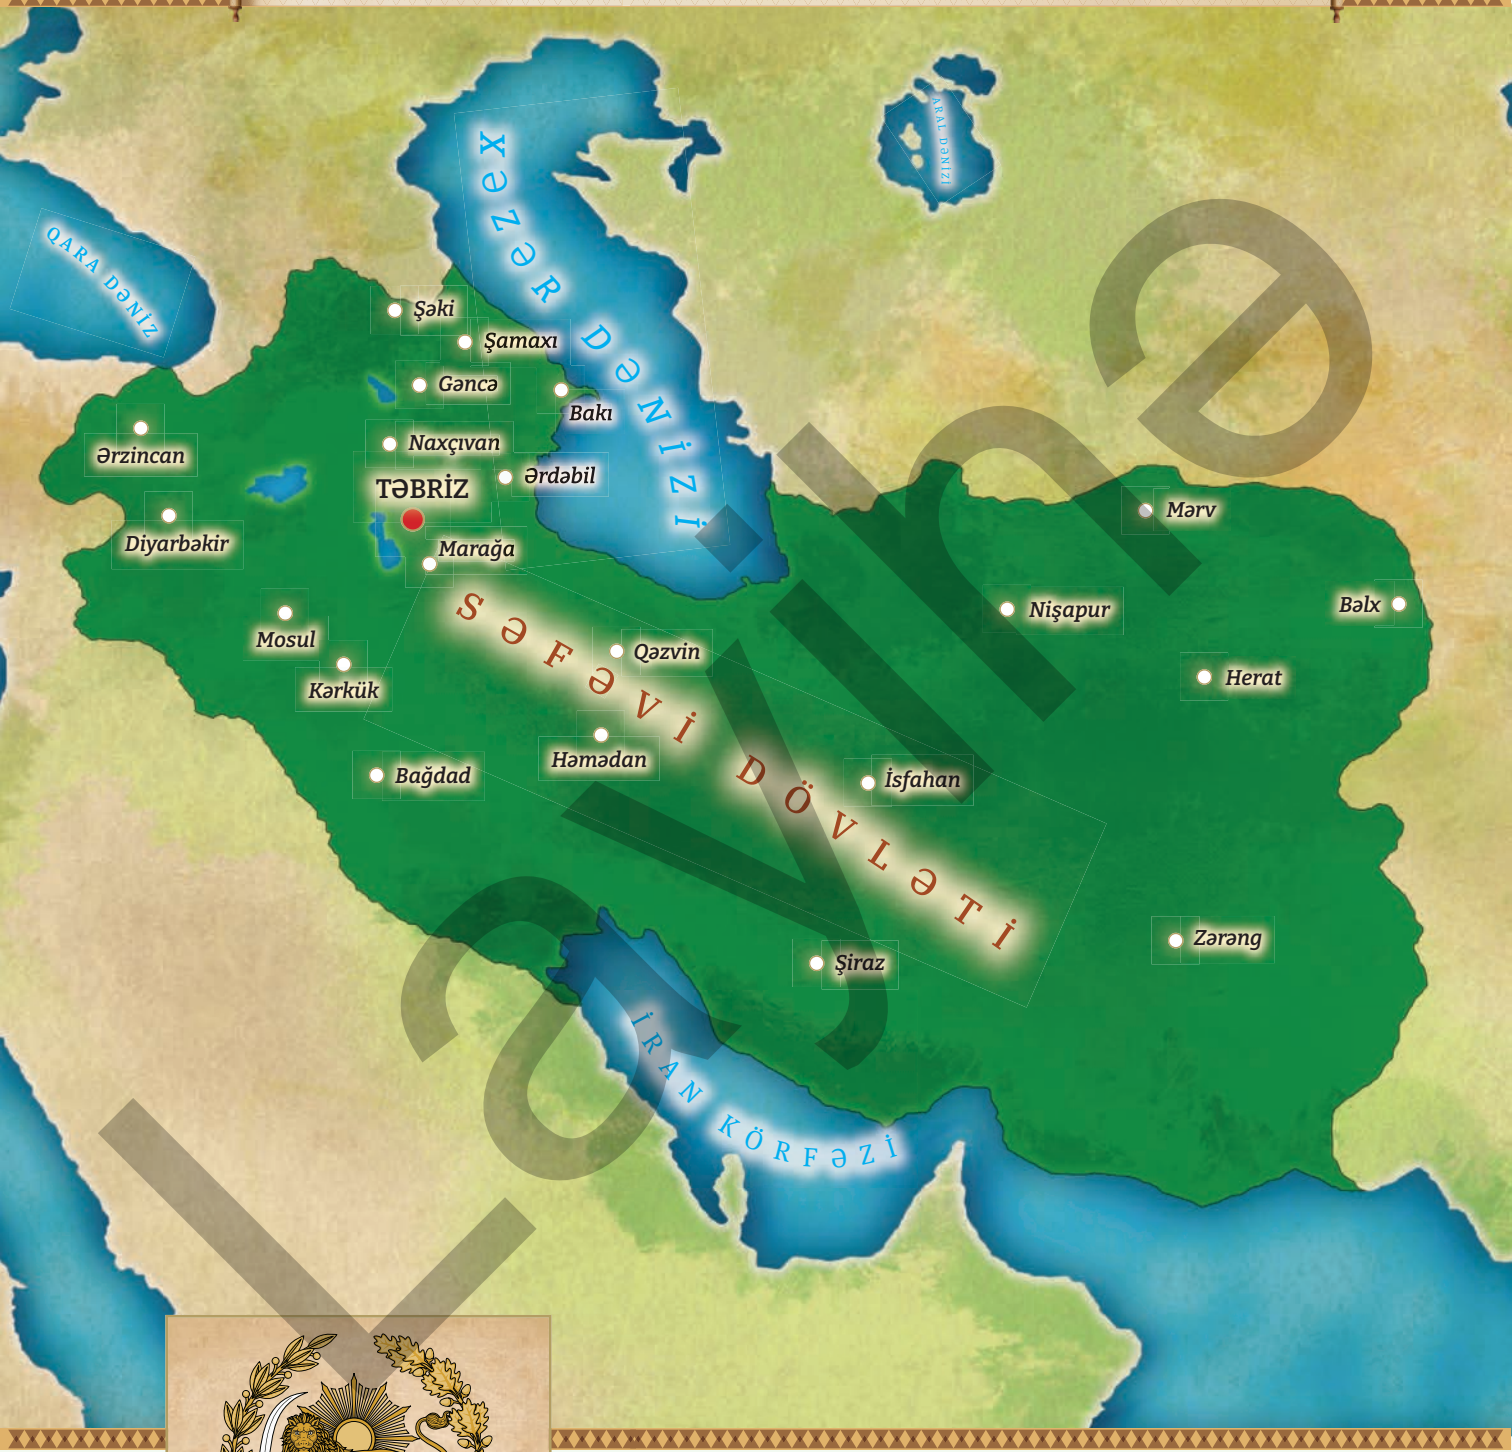 ARAL DƏNİZİ
XƏZƏR DƏNİZİ
QARA DƏNİZ
Şəki
Şamaxı
Gəncə
Bakı
Naxçıvan
Ərzincan
Ərdəbil
TƏBRİZ
Mərv
Diyarbəkir
Marağa
Bəlx
Nişapur
Mosul
Qəzvin
Herat
Kərkük
SƏFƏVİ DÖVLƏTİ
Həmədan
Bağdad
İsfahan
Zərəng
Şiraz
İRAN KÖRFƏZİ
Layihe